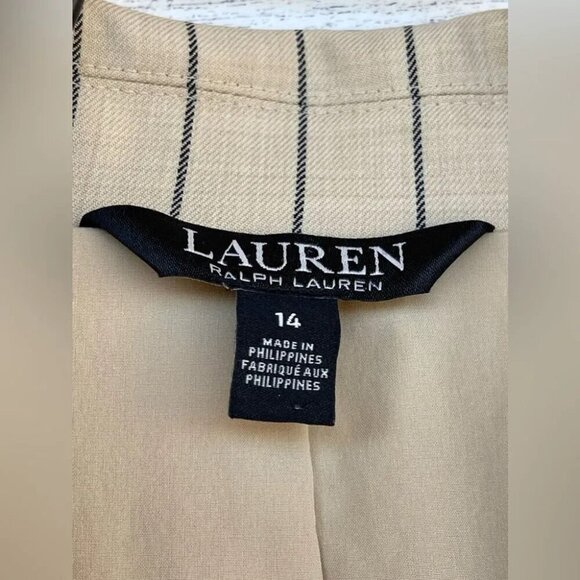 LAUREN
RALPH LAUREN
14
MADE IN
PHILIPPINES
FABRIQUÉ AUX
PHILIPPINES